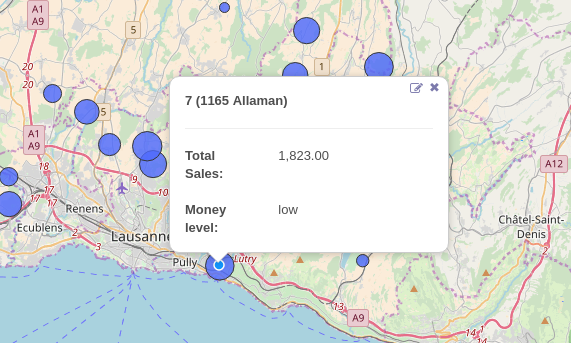 A1
A9
5
1
20
20
7 (1165 Allaman)
5
A1
A9
Total
Sales:
1,823.00
18
A12
9
10
17
17
17
Renens
Money
level:
low
Ecublens
2
3
Lausanne
Châtel-Saint-
Denis
Pully
Lutry
13
A9
14.1
14